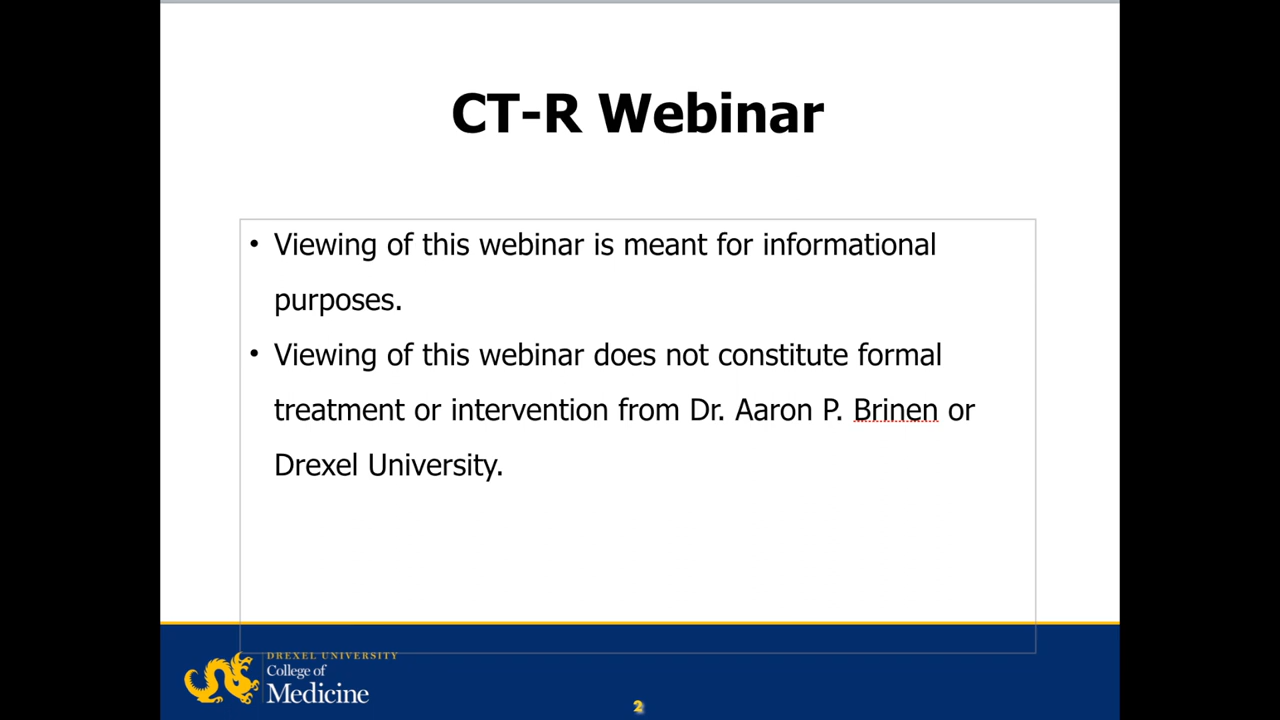 CT-R Webinar
• Viewing of this webinar is meant for informational
purposes.
• Viewing of this webinar does not constitute formal
treatment or intervention from Dr. Aaron P. Brinen or
Drexel University.
DREXEL UNIVERSITY
College of
Medicine
2